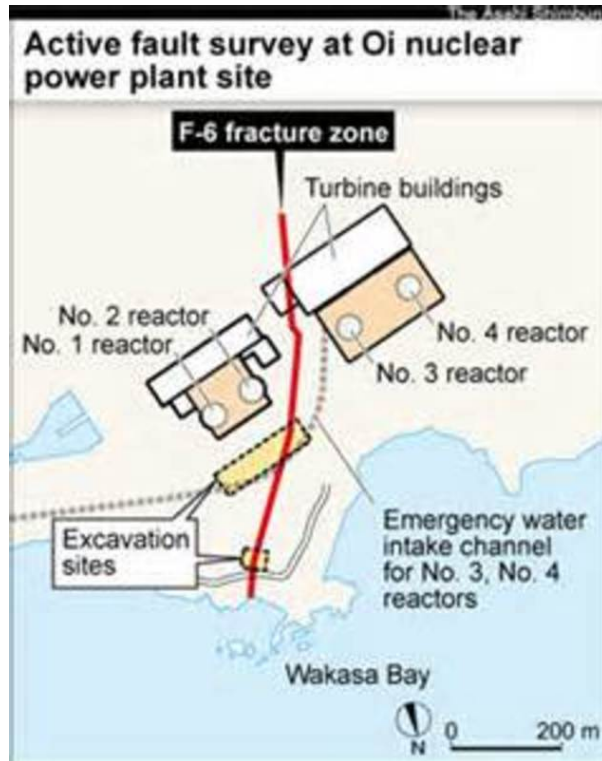 The Asahi Shimbun
Active fault survey at Oi nuclear
power plant site
F-6 fracture zone
Turbine buildings
No. 2 reactor
No. 1 reactor
No. 4 reactor
No. 3 reactor
Excavation
sites
Emergency water
intake channel
for No. 3, No. 4
reactors
Wakasa Bay
N
0 200 m